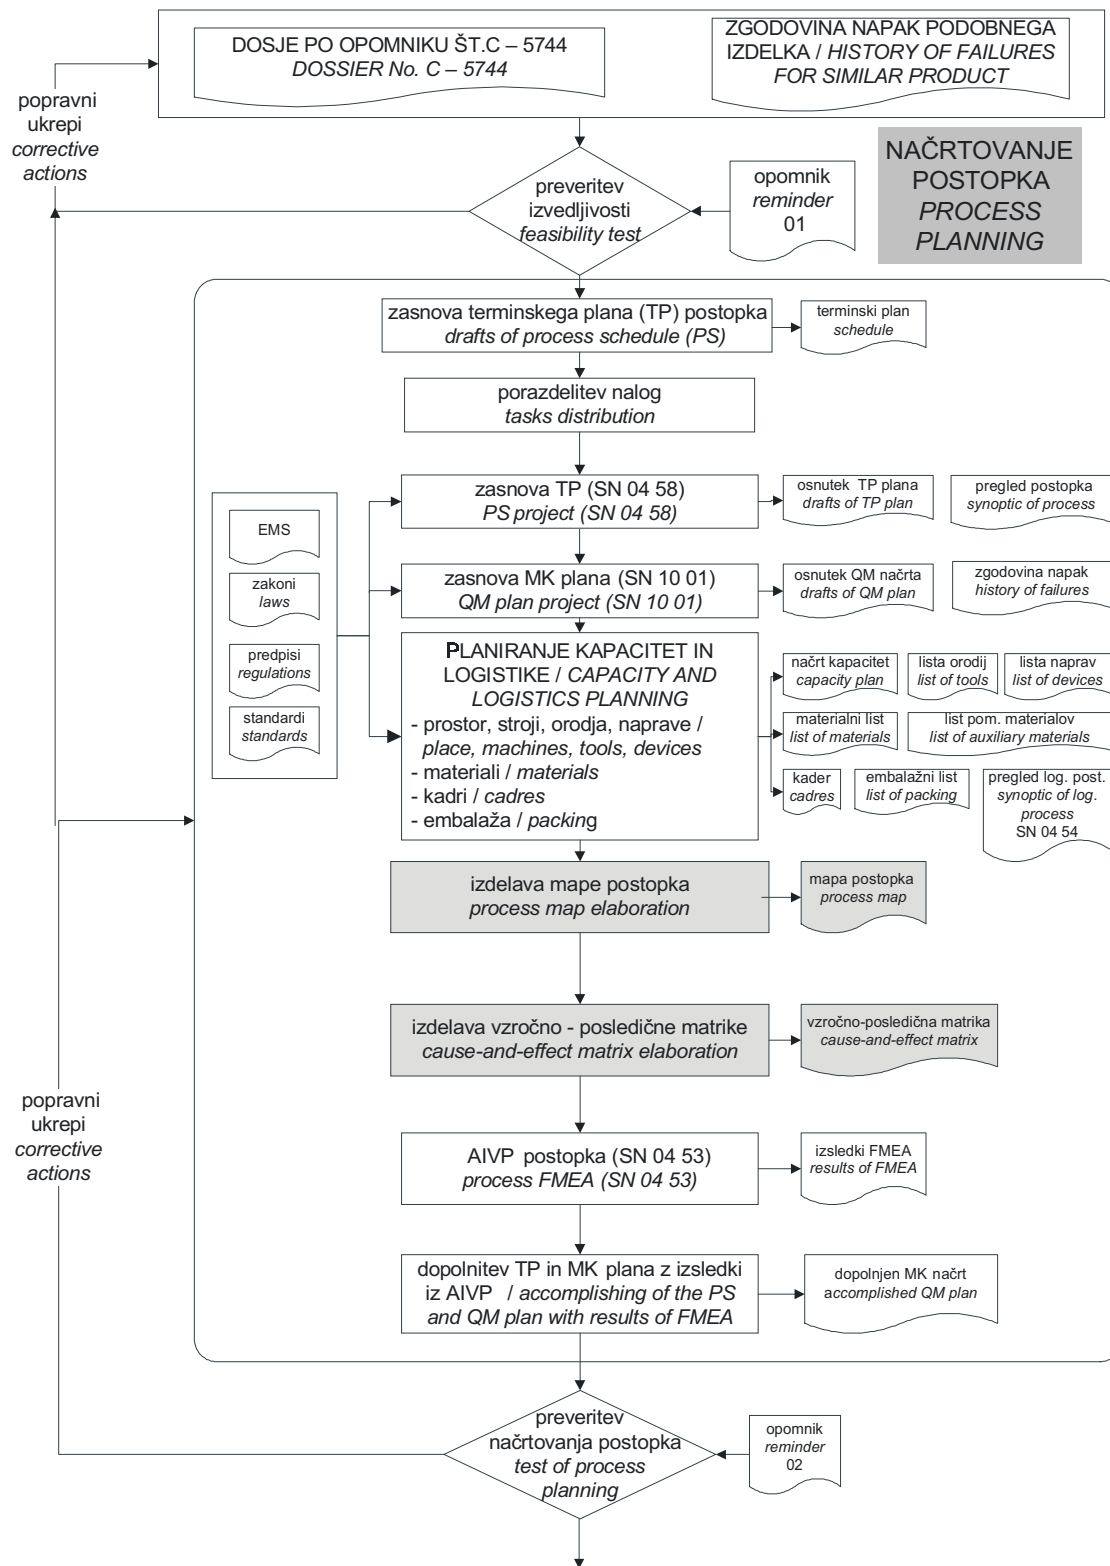 DOSJE PO OPOMNIKU ŠT.C – 5744
DOSSIER No. C – 5744
ZGODOVINA NAPAK PODOBNEGA
IZDELKA / HISTORY OF FAILURES
FOR SIMILAR PRODUCT
popravni
ukrepi
corrective
actions
NAČRTOVANJE
POSTOPKA
PROCESS
PLANNING
preveritev
izvedljivosti
feasibility test
opomnik
reminder
01
zasnova terminskega plana (TP) postopka
drafts of process schedule (PS)
terminski plan
schedule
porazdelitev nalog
tasks distribution
EMS
zakoni
laws
predpisi
regulations
standardi
standards
zasnova TP (SN 04 58)
PS project (SN 04 58)
osnutek TP plana
drafts of TP plan
pregled postopka
synoptic of process
zasnova MK plana (SN 10 01)
QM plan project (SN 10 01)
osnutek QM načrta
drafts of QM plan
zgodovina napak
history of failures
PLANIRANJE KAPACITET IN
LOGISTIKE / CAPACITY AND
LOGISTICS PLANNING
- prostor, stroji, orodja, naprave /
place, machines, tools, devices
- materiali / materials
- kadri / cadres
- embalaža / packing
načrt kapacitet
capacity plan
lista orodij
list of tools
lista naprav
list of devices
materialni list
list of materials
list pom. materialov
list of auxiliary materials
kader
cadres
embalažni list
list of packing
pregled log. post.
synoptic of log.
process
SN 04 54
izdelava mape postopka
process map elaboration
mapa postopka
process map
izdelava vzročno - posledične matrike
cause-and-effect matrix elaboration
vzročno-posledična matrika
cause-and-effect matrix
popravni
ukrepi
corrective
actions
AIVP postopka (SN 04 53)
process FMEA (SN 04 53)
izsledki FMEA
results of FMEA
dopolnitev TP in MK plana z izsledki
iz AIVP / accomplishing of the PS
and QM plan with results of FMEA
dopolnjen MK načrt
accomplished QM plan
preveritev
načrtovanja postopka
test of process
planning
opomnik
reminder
02